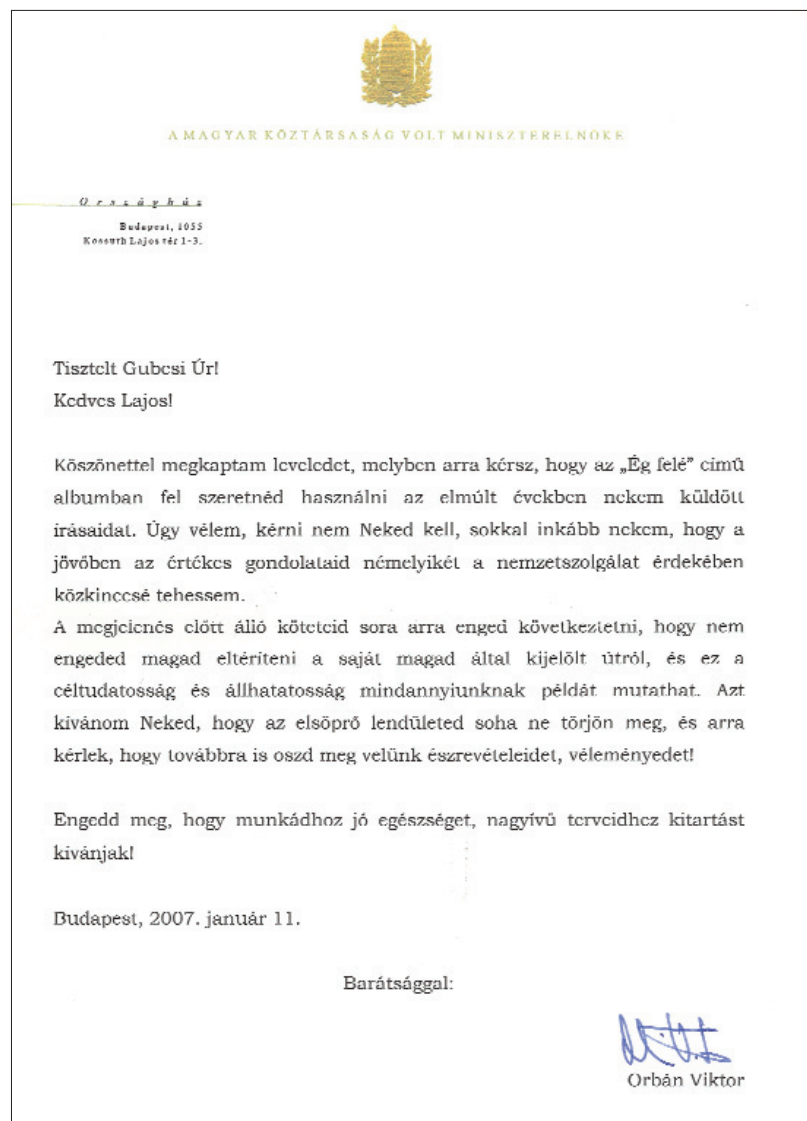 A MAGYAR KÖZTÁRSASÁG VOLT MINISZTERELNÖKE
Országház
Budapest, 1055
Kossuth Lajos tér 1-3.
Tisztelt Gubcsi Úr!
Kedves Lajos!
Köszönettel megkaptam leveledet, melyben arra kérsz, hogy az „Ég felé” című
albumban fel szeretnéd használni az elmúlt években nekem küldött
írásaidat. Úgy vélem, kérni nem Neked kell, sokkal inkább nekem, hogy a
jövőben az értékes gondolataid némelyikét a nemzetszolgálat érdekében
közkinccsé tehessem.
A megjelenés előtt álló köteteid sora arra enged következtetni, hogy nem
engeded magad eltéríteni a saját magad által kijelölt útról, és ez a
céltudatosság és állhatatosság mindannyiunknak példát mutathat. Azt
kívánom Neked, hogy az elsöprő lendületed soha ne törjön meg, és arra
kérlek, hogy továbbra is oszd meg velünk észrevételeidet, véleményedet!
Engedd meg, hogy munkádhoz jó egészséget, nagyívű terveidhez kitartást
kívánjak!
Budapest, 2007. január 11.
Barátsággal:
Orbán Viktor